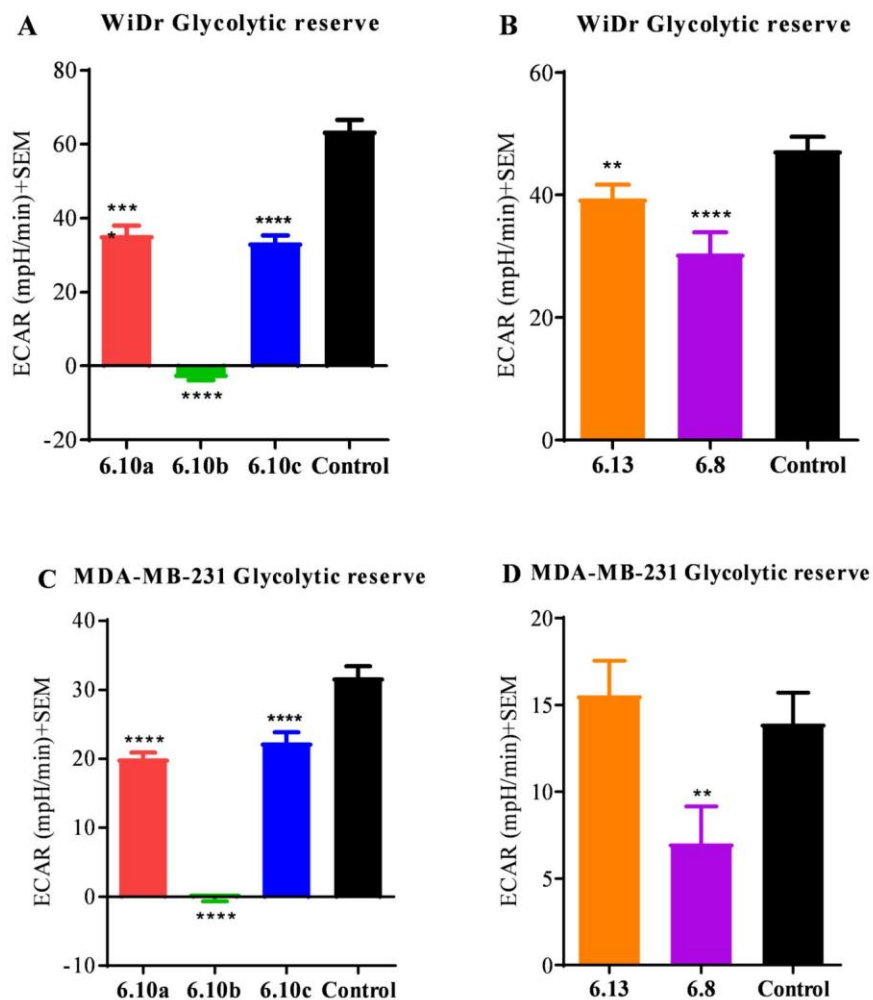 A WiDr Glycolytic reserve
ECAR (mpH/min)+SEM
80
60
40
20
0
-20
***
*
****
****
6.10a 6.10b 6.10c Control
B WiDr Glycolytic reserve
ECAR (mpH/min)+SEM
60
40
20
0
**
****
6.13 6.8 Control
C MDA-MB-231 Glycolytic reserve
ECAR (mpH/min)+SEM
40
30
20
10
0
-10
****
****
****
6.10a 6.10b 6.10c Control
D MDA-MB-231 Glycolytic reserve
ECAR (mpH/min)+SEM
20
15
10
5
0
**
6.13 6.8 Control